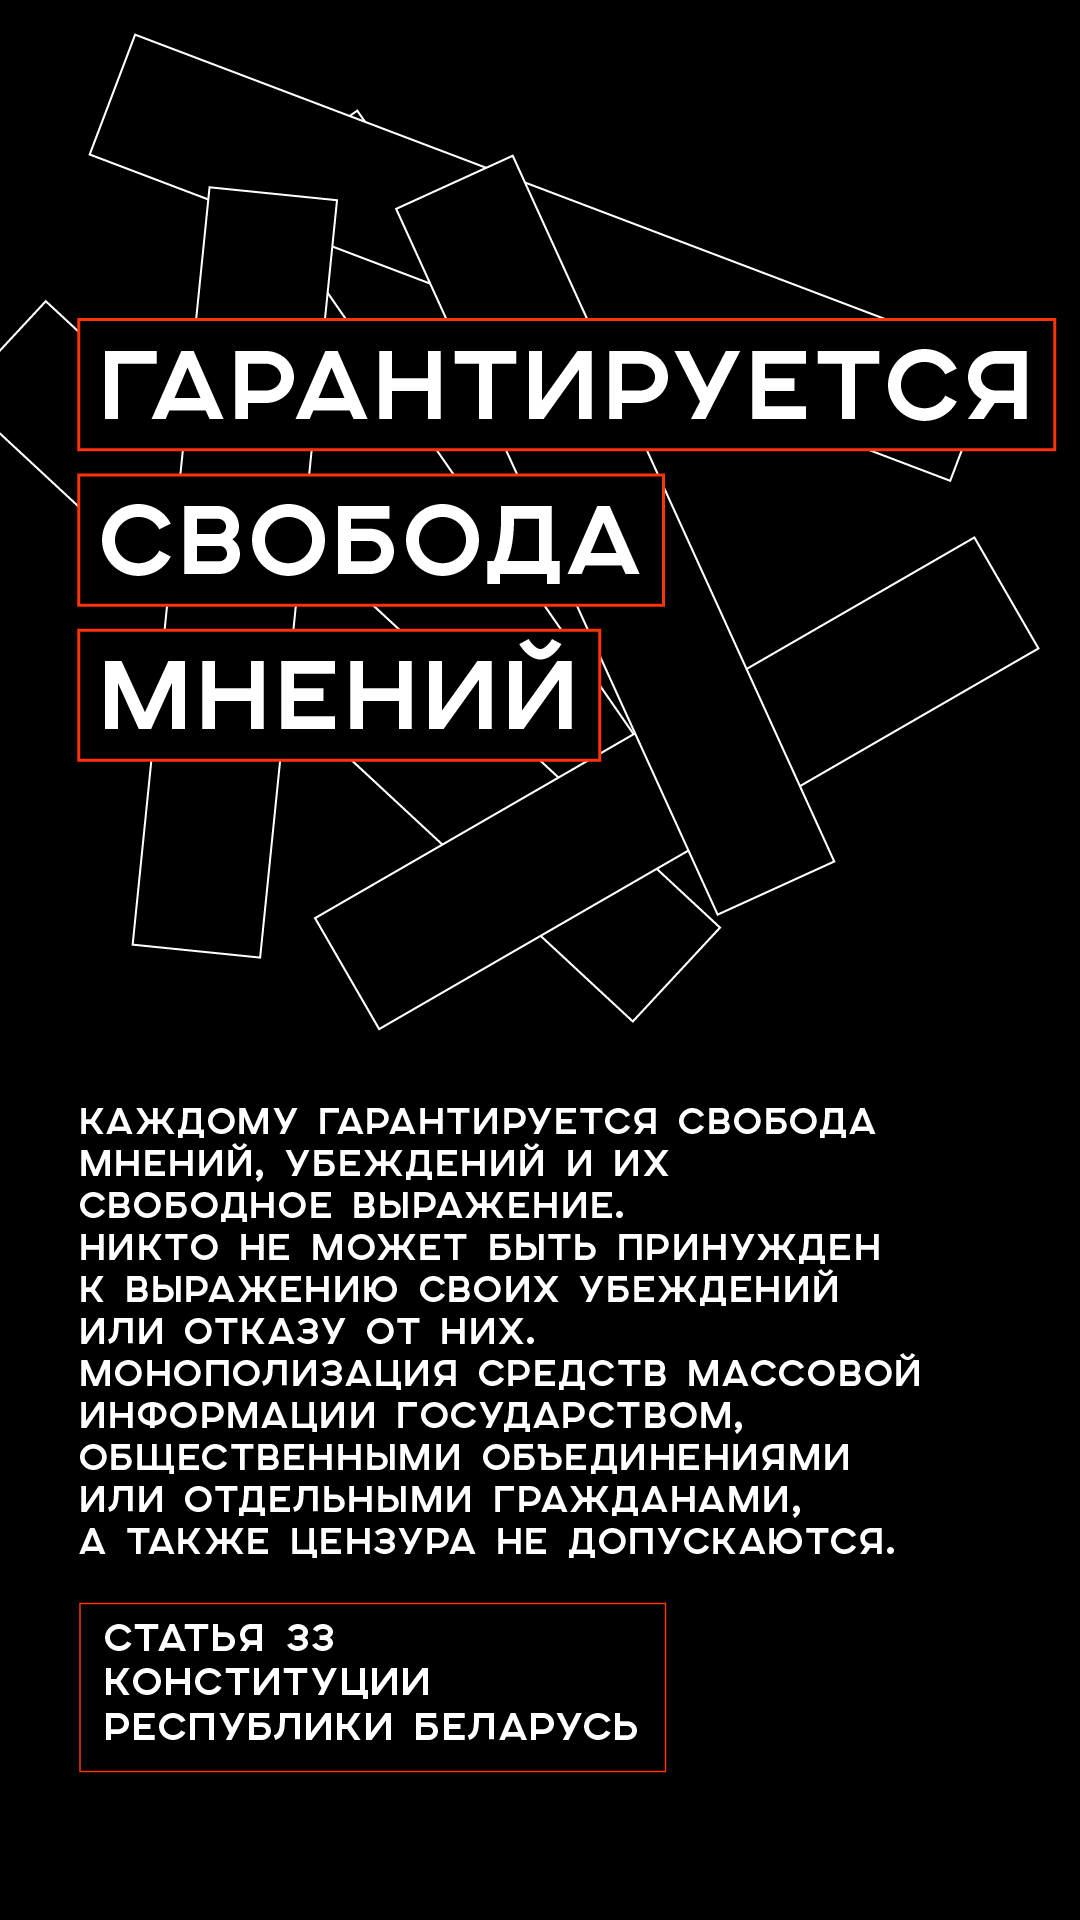 ГАРАНТИРУЕТСЯ
СВОБОДА
МНЕНИЙ
КАЖДОМУ ГАРАНТИРУЕТСЯ СВОБОДА
МНЕНИЙ, УБЕЖДЕНИЙ И ИХ
СВОБОДНОЕ ВЫРАЖЕНИЕ.
НИКТО НЕ МОЖЕТ БЫТЬ ПРИНУЖДЕН
К ВЫРАЖЕНИЮ СВОИХ УБЕЖДЕНИЙ
ИЛИ ОТКАЗУ ОТ НИХ.
МОНОПОЛИЗАЦИЯ СРЕДСТВ МАССОВОЙ
ИНФОРМАЦИИ ГОСУДАРСТВОМ,
ОБЩЕСТВЕННЫМИ ОБЪЕДИНЕНИЯМИ
ИЛИ ОТДЕЛЬНЫМИ ГРАЖДАНАМИ,
А ТАКЖЕ ЦЕНЗУРА НЕ ДОПУСКАЮТСЯ.
СТАТЬЯ 33
КОНСТИТУЦИИ
РЕСПУБЛИКИ БЕЛАРУСЬ